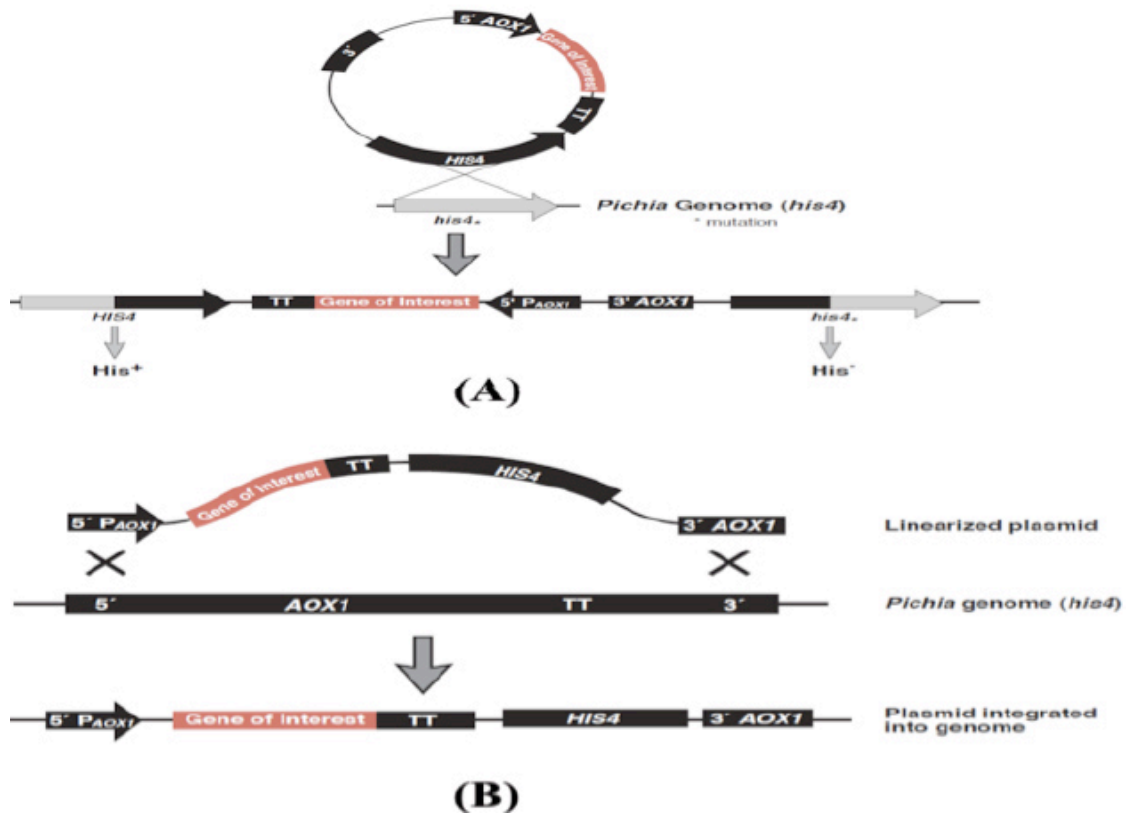 5´ AOX1
Gene of Interest
3´
TT
HIS4
Pichia Genome (his4)
* mutation
his4*
TT Gene of Interest 5' PAOX1 3' AOX1
HIS4 his4*
His+ His-
(A)
Gene of Interest TT HIS4
5´ PAOX1 3´ AOX1 Linearized plasmid
5´ AOX1 TT 3´ Pichia genome (his4)
5´ PAOX1 Gene of Interest TT HIS4 3´ AOX1 Plasmid integrated
into genome
(B)